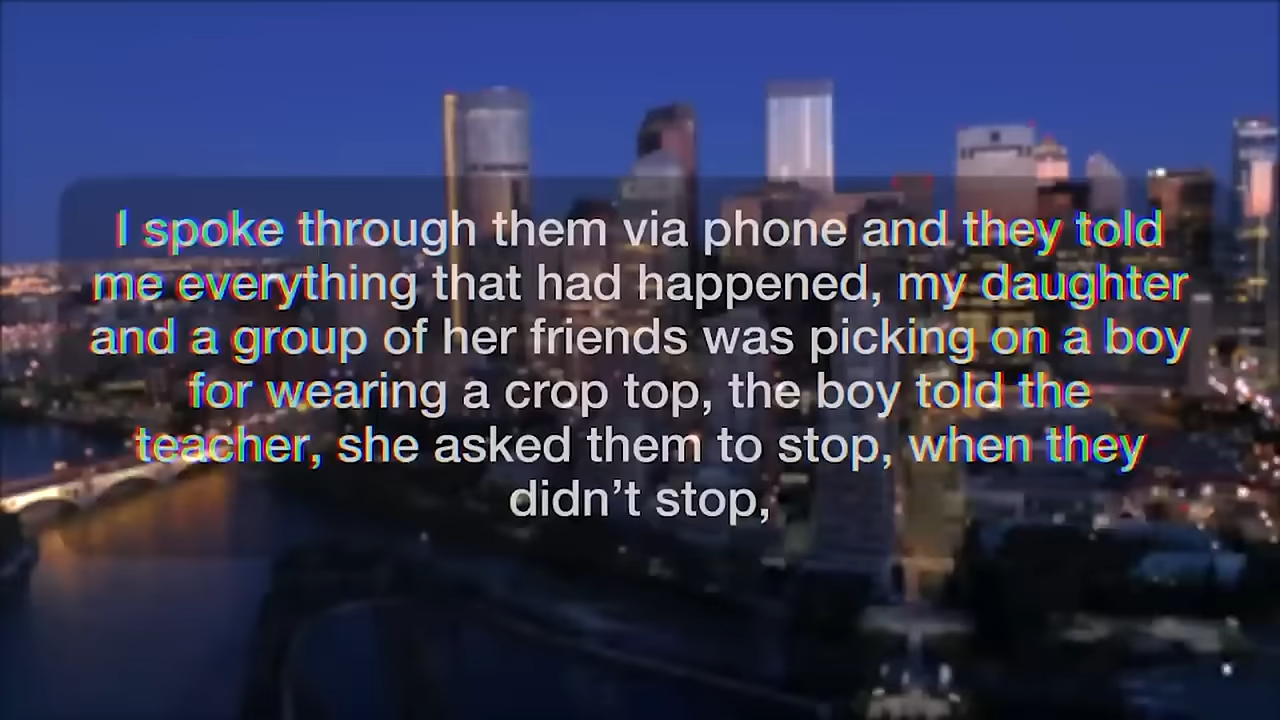 I spoke through them via phone and they told
me everything that had happened, my daughter
and a group of her friends was picking on a boy
for wearing a crop top, the boy told the
teacher, she asked them to stop, when they
didn’t stop,